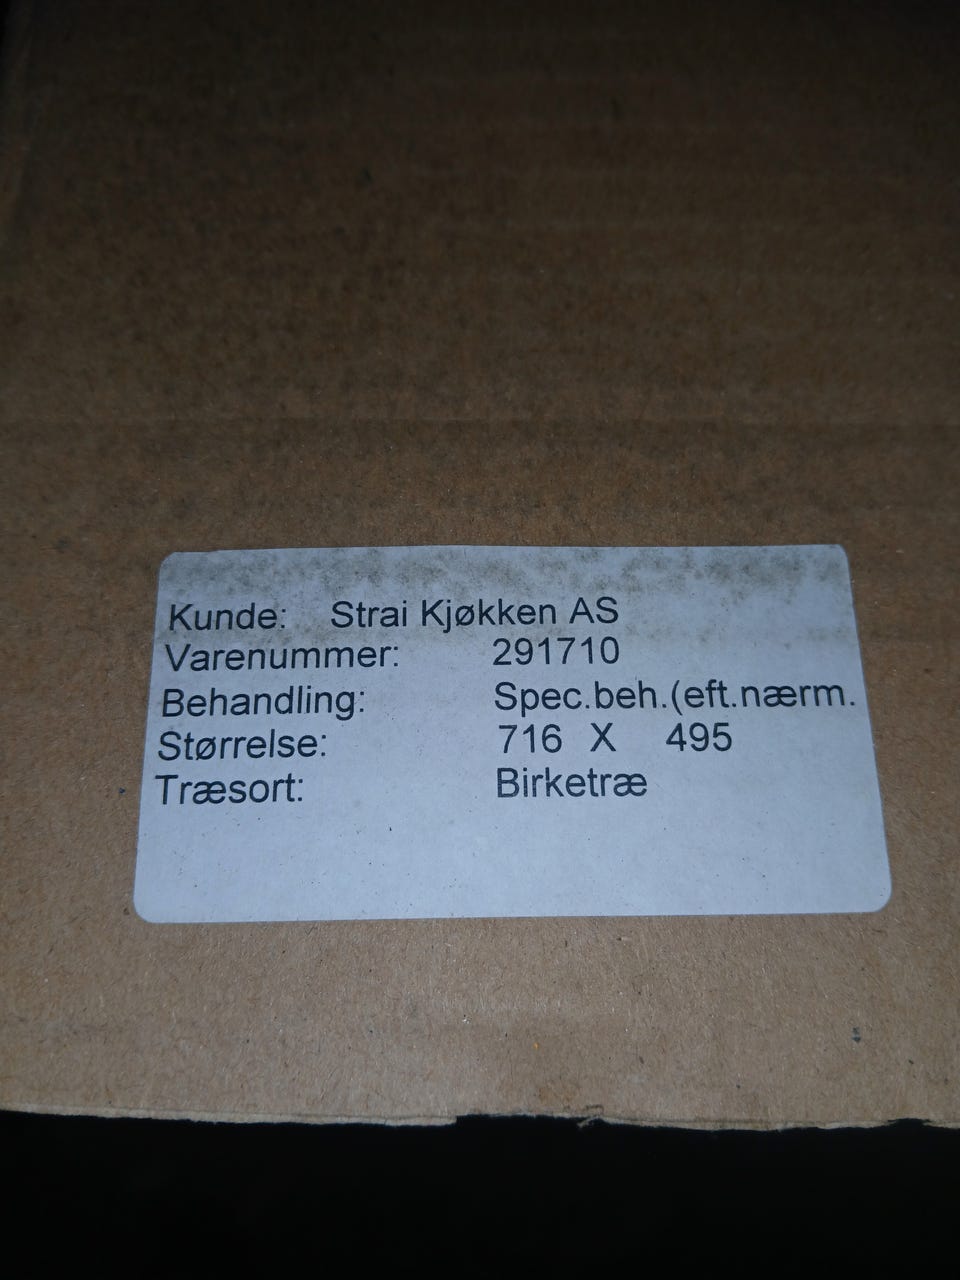 Kunde: Strai Kjøkken AS
Varenummer: 291710
Behandling: Spec.beh.(eft.nærm.
Størrelse: 716 X 495
Træsort: Birketræ